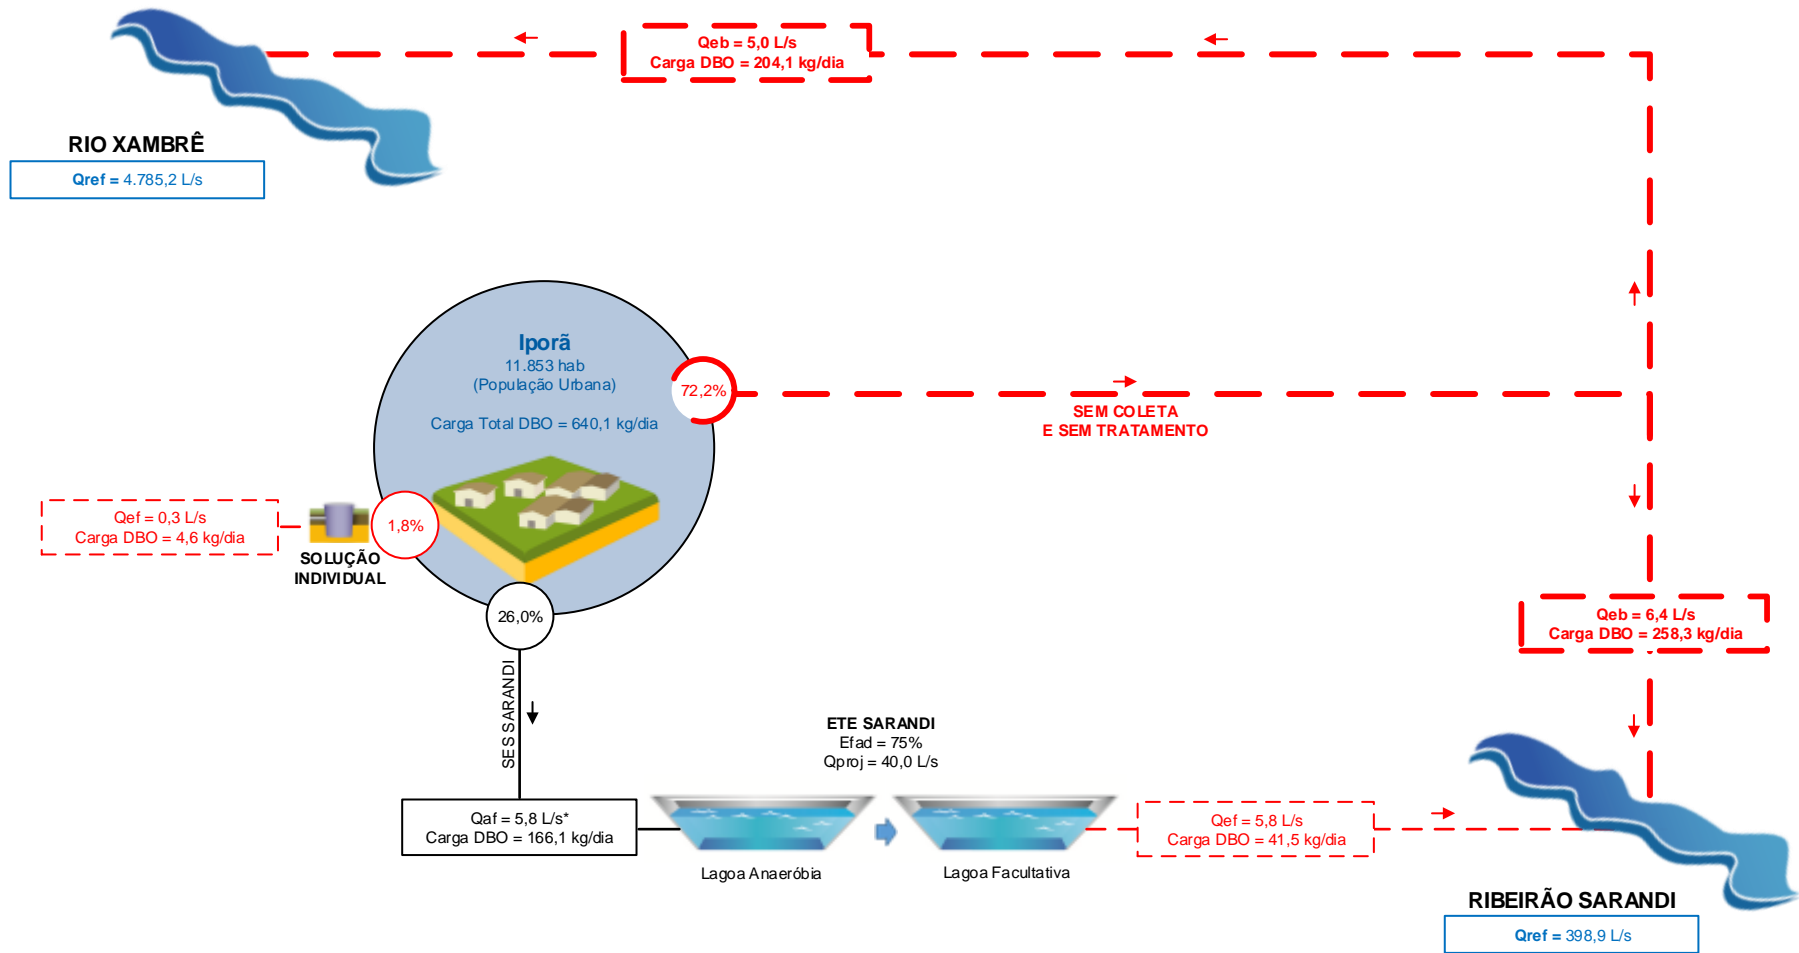 Qeb = 5,0 L/s
Carga DBO = 204,1 kg/dia
RIO XAMBRÊ
Qref = 4.785,2 L/s
Iporã
11.853 hab
(População Urbana)
Carga Total DBO = 640,1 kg/dia
72,2%
SEM COLETA
E SEM TRATAMENTO
Qef = 0,3 L/s
Carga DBO = 4,6 kg/dia
1,8%
SOLUÇÃO
INDIVIDUAL
26,0%
SES SARANDI
Qeb = 6,4 L/s
Carga DBO = 258,3 kg/dia
ETE SARANDI
Efad = 75%
Qproj = 40,0 L/s
Qaf = 5,8 L/s*
Carga DBO = 166,1 kg/dia
Lagoa Anaeróbia
Lagoa Facultativa
Qef = 5,8 L/s
Carga DBO = 41,5 kg/dia
RIBEIRÃO SARANDI
Qref = 398,9 L/s